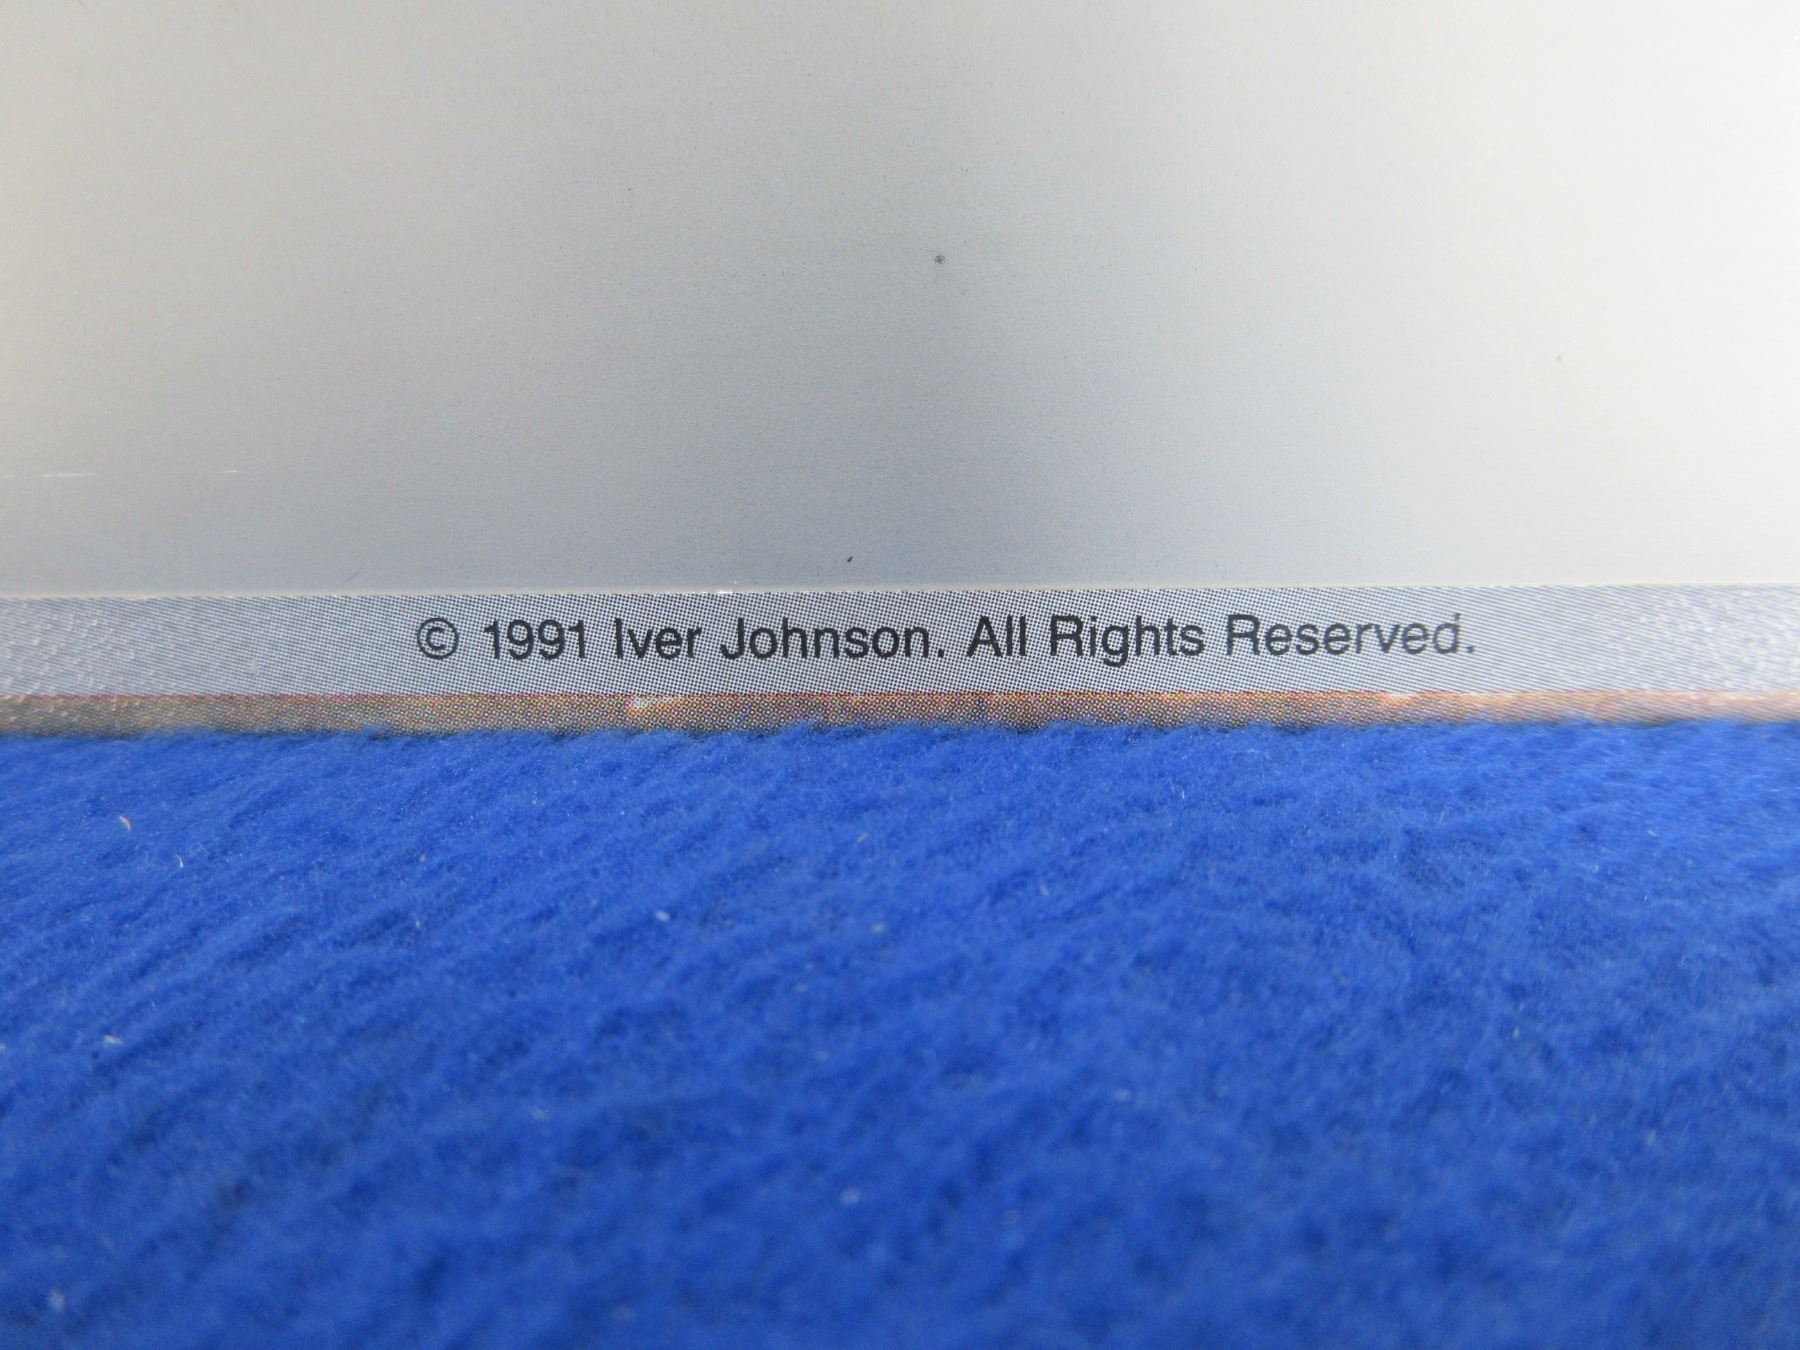 © 1991 Iver Johnson. All Rights Reserved.